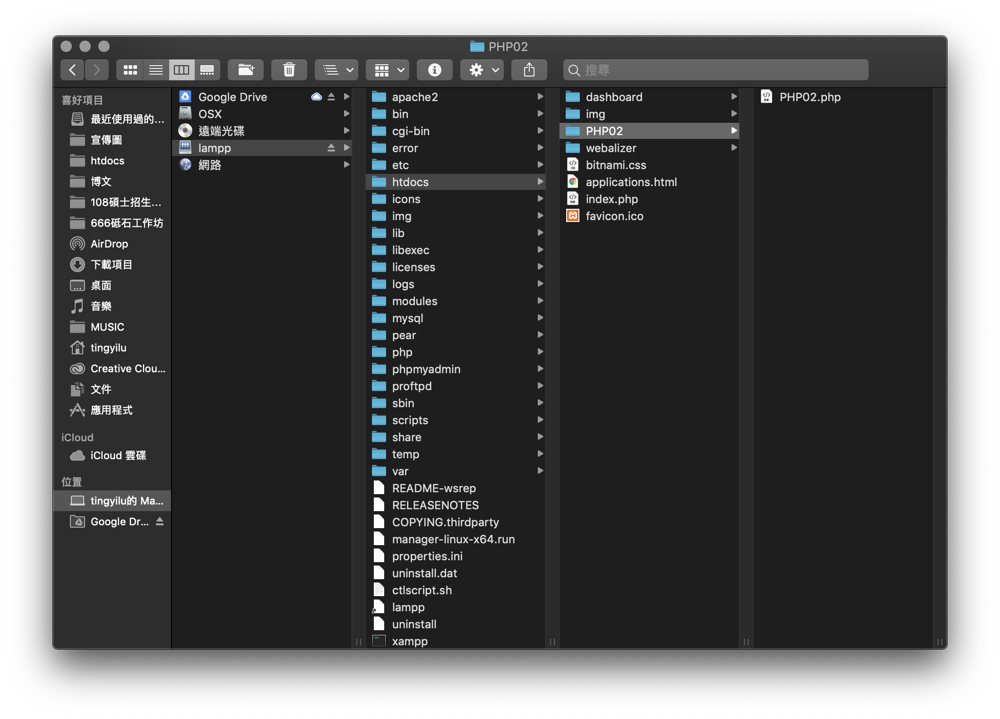 PHP02
搜尋
喜好項目
最近使用過的…
宣傳圖
htdocs
博文
108碩士招生…
666砥石工作坊
AirDrop
下載項目
桌面
音樂
MUSIC
tingyilu
Creative Clou…
文件
應用程式
iCloud
iCloud 雲碟
位置
tingyilu的 Ma…
Google Dr…
Google Drive
OSX
遠端光碟
lampp
網路
apache2
bin
cgi-bin
error
etc
htdocs
icons
img
lib
libexec
licenses
logs
modules
mysql
pear
php
phpmyadmin
proftpd
sbin
scripts
share
temp
var
README-wsrep
RELEASENOTES
COPYING.thirdparty
manager-linux-x64.run
properties.ini
uninstall.dat
ctlscript.sh
lampp
uninstall
xampp
dashboard
img
PHP02
webalizer
bitnami.css
applications.html
index.php
favicon.ico
PHP02.php